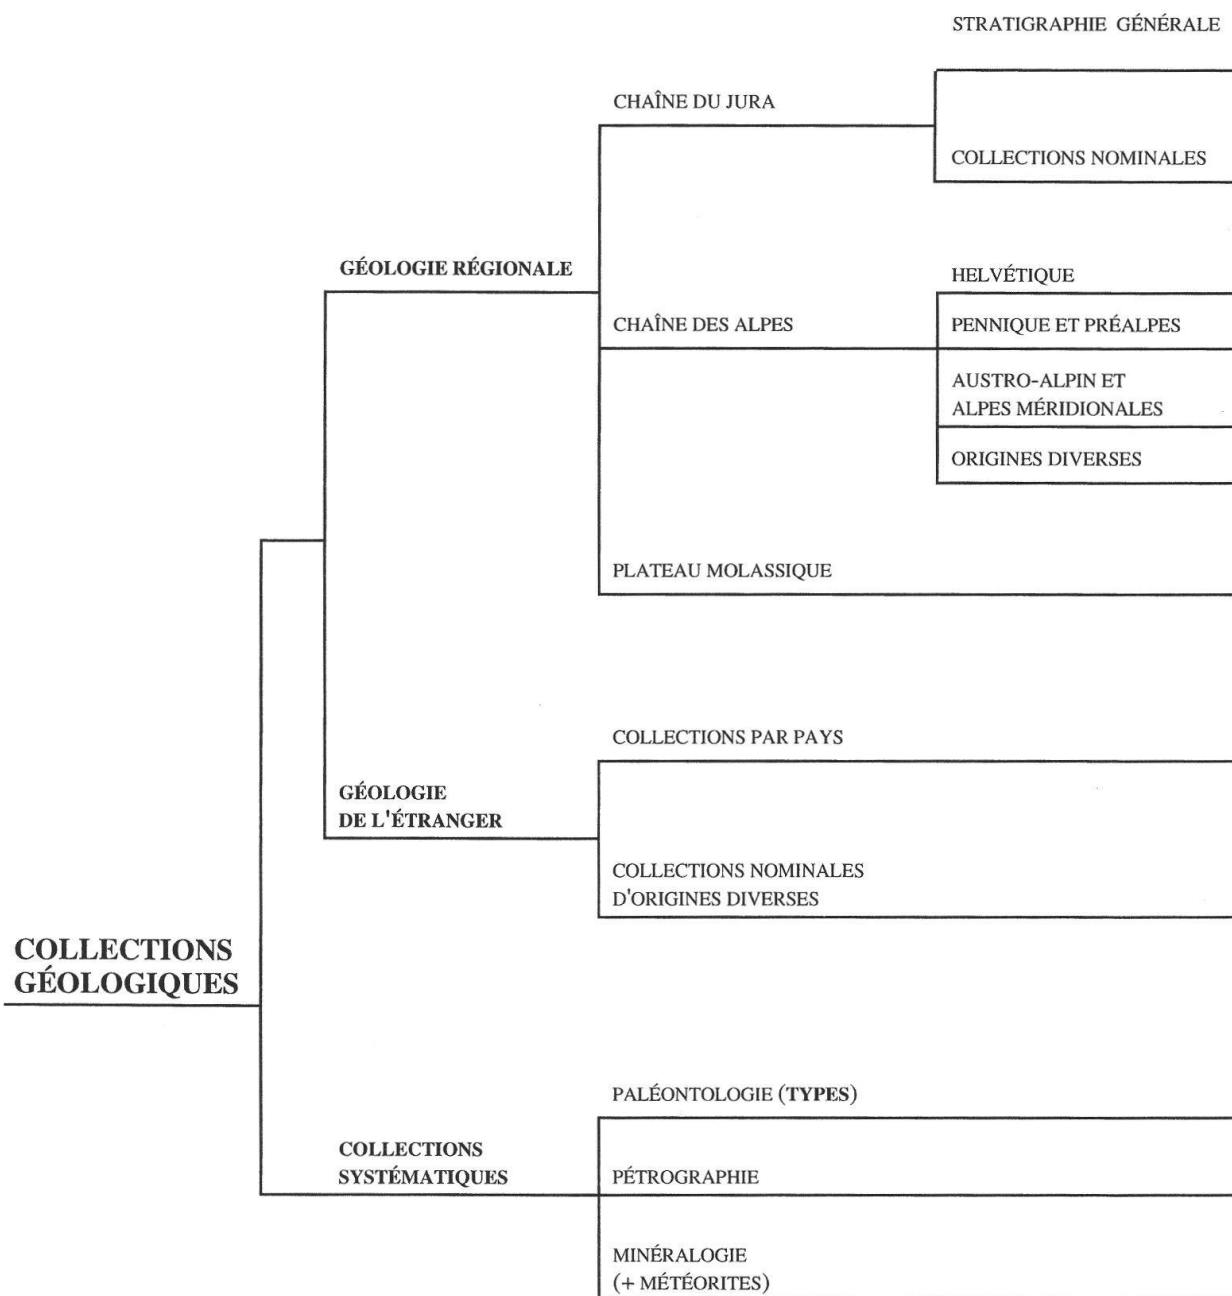 STRATIGRAPHIE GÉNÉRALE
CHAÎNE DU JURA
COLLECTIONS NOMINALES
GÉOLOGIE RÉGIONALE
HELVÉTIQUE
CHAÎNE DES ALPES
PENNIQUE ET PRÉALPES
AUSTRO-ALPIN ET
ALPES MÉRIDIONALES
ORIGINES DIVERSES
PLATEAU MOLASSIQUE
COLLECTIONS PAR PAYS
GÉOLOGIE
DE L'ÉTRANGER
COLLECTIONS NOMINALES
D'ORIGINES DIVERSES
COLLECTIONS
GÉOLOGIQUES
PALÉONTOLOGIE (TYPES)
COLLECTIONS
SYSTÉMATIQUES
PÉTROGRAPHIE
MINÉRALOGIE
(+ MÉTÉORITES)